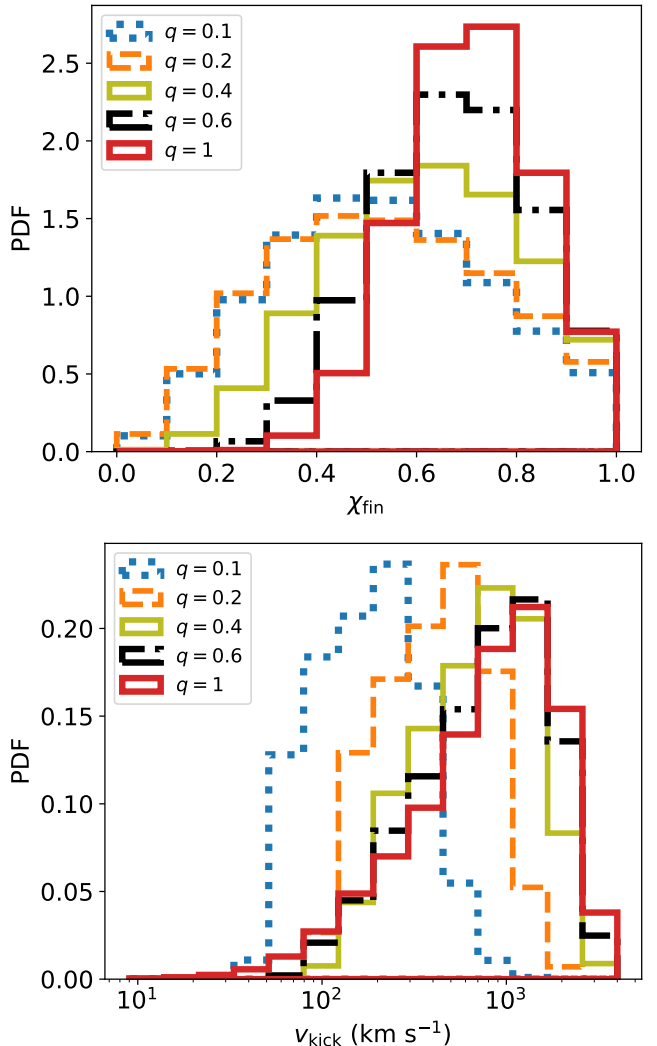 q = 0.1
q = 0.2
q = 0.4
q = 0.6
q = 1
PDF
2.5
2.0
1.5
1.0
0.5
0.0
0.0 0.2 0.4 0.6 0.8 1.0
χfin
q = 0.1
q = 0.2
q = 0.4
q = 0.6
q = 1
PDF
0.20
0.15
0.10
0.05
0.00
10¹ 10² 10³
vkick (km s⁻¹)